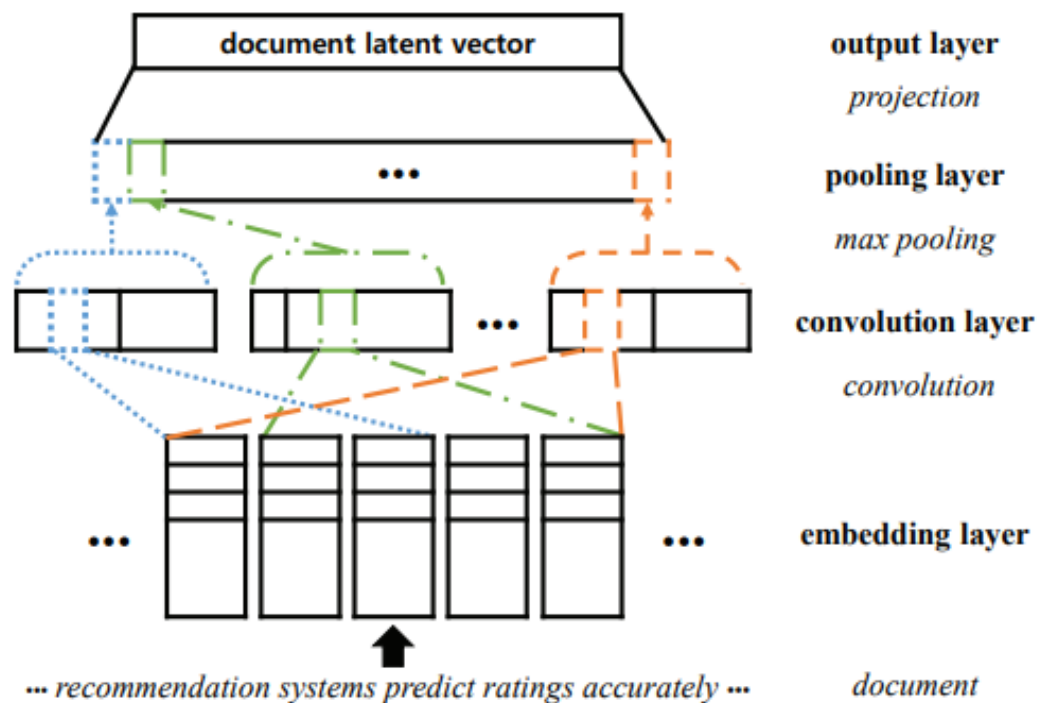 document latent vector
output layer
projection
...
pooling layer
max pooling
...
convolution layer
convolution
...
...
embedding layer
... recommendation systems predict ratings accurately ...
document